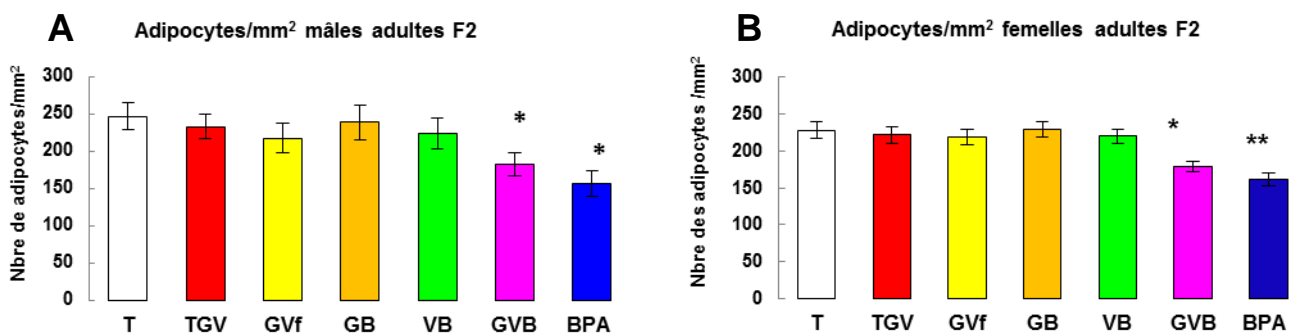 A
Adipocytes/mm² mâles adultes F2
Nbre de adipocytes/mm²
300
250
200
150
100
50
0
*
*
T TGV GVf GB VB GVB BPA
B
Adipocytes/mm² femelles adultes F2
Nbre des adipocytes /mm²
300
250
200
150
100
50
0
*
**
T TGV GVf GB VB GVB BPA